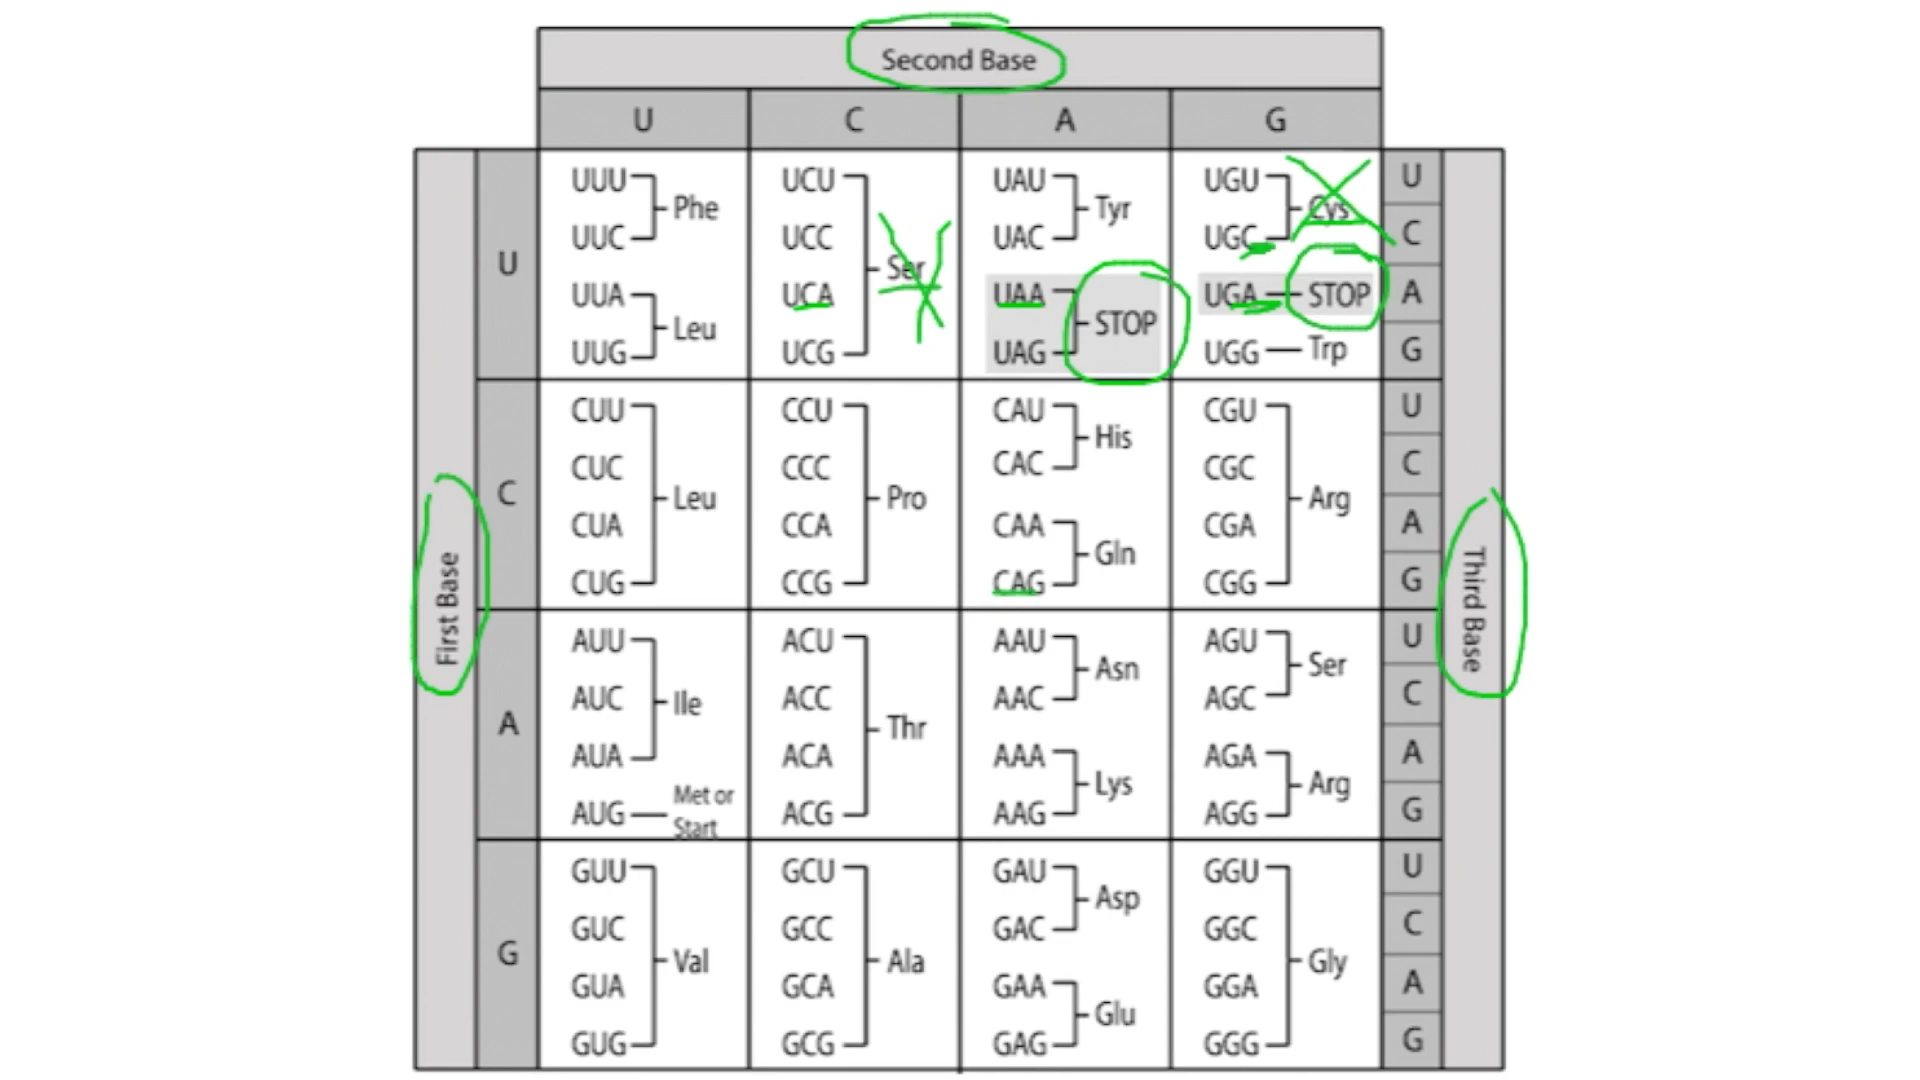 Second Base
U C A G
First Base
Third Base
U
UUU
UUC
Phe
UUA
UUG
Leu
UCU
UCC
UCA
UCG
Ser
UAU
UAC
Tyr
UAA
UAG
STOP
UGU
UGC
Cys
UGA
STOP
UGG
Trp
U
C
A
G
C
CUU
CUC
CUA
CUG
Leu
CCU
CCC
CCA
CCG
Pro
CAU
CAC
His
CAA
CAG
Gln
CGU
CGC
CGA
CGG
Arg
U
C
A
G
A
AUU
AUC
AUA
Ile
AUG
Met or
Start
ACU
ACC
ACA
ACG
Thr
AAU
AAC
Asn
AAA
AAG
Lys
AGU
AGC
Ser
AGA
AGG
Arg
U
C
A
G
G
GUU
GUC
GUA
GUG
Val
GCU
GCC
GCA
GCG
Ala
GAU
GAC
Asp
GAA
GAG
Glu
GGU
GGC
GGA
GGG
Gly
U
C
A
G